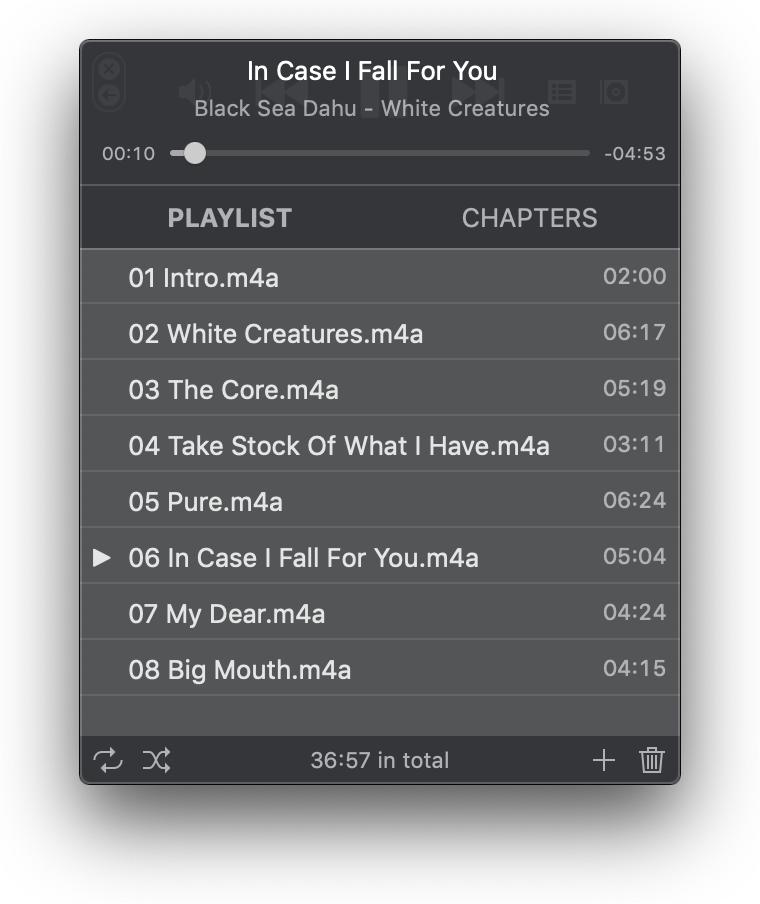 In Case I Fall For You
Black Sea Dahu - White Creatures
00:10 -04:53
PLAYLIST CHAPTERS
01 Intro.m4a 02:00
02 White Creatures.m4a 06:17
03 The Core.m4a 05:19
04 Take Stock Of What I Have.m4a 03:11
05 Pure.m4a 06:24
06 In Case I Fall For You.m4a 05:04
07 My Dear.m4a 04:24
08 Big Mouth.m4a 04:15
36:57 in total